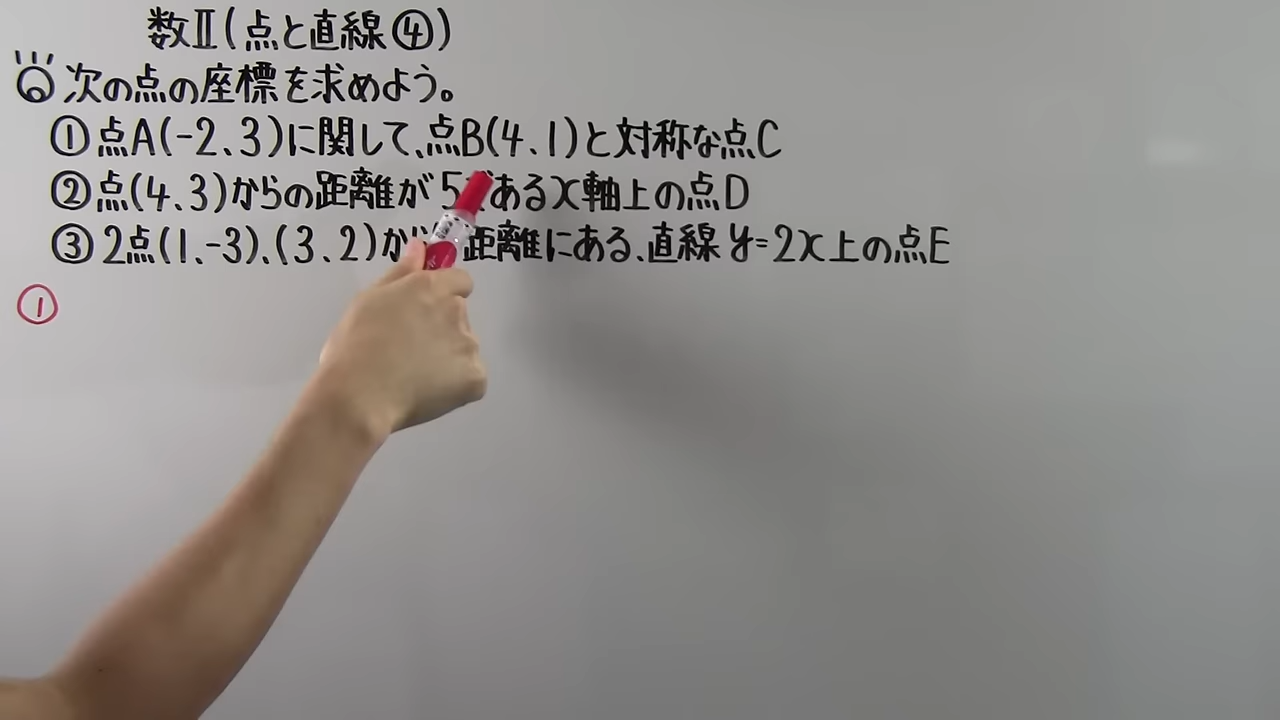 数Ⅱ(点と直線④)
◎次の点の座標を求めよう。
①点A(-2、3)に関して、点B(4、1)と対称な点C
②点(4、3)からの距離が5である x軸上の点D
③2点(1、-3)、(3、2)から 距離にある、直線 y=2x上の点E
①